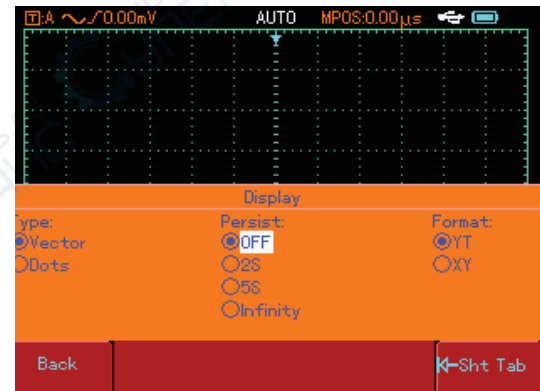 T:A 0.00mV AUTO MPOS:0.00μs
Display
Type: Persist: Format:
Vector OFF YT
Dots 2S XY
5S
Infinity
Back Sht Tab